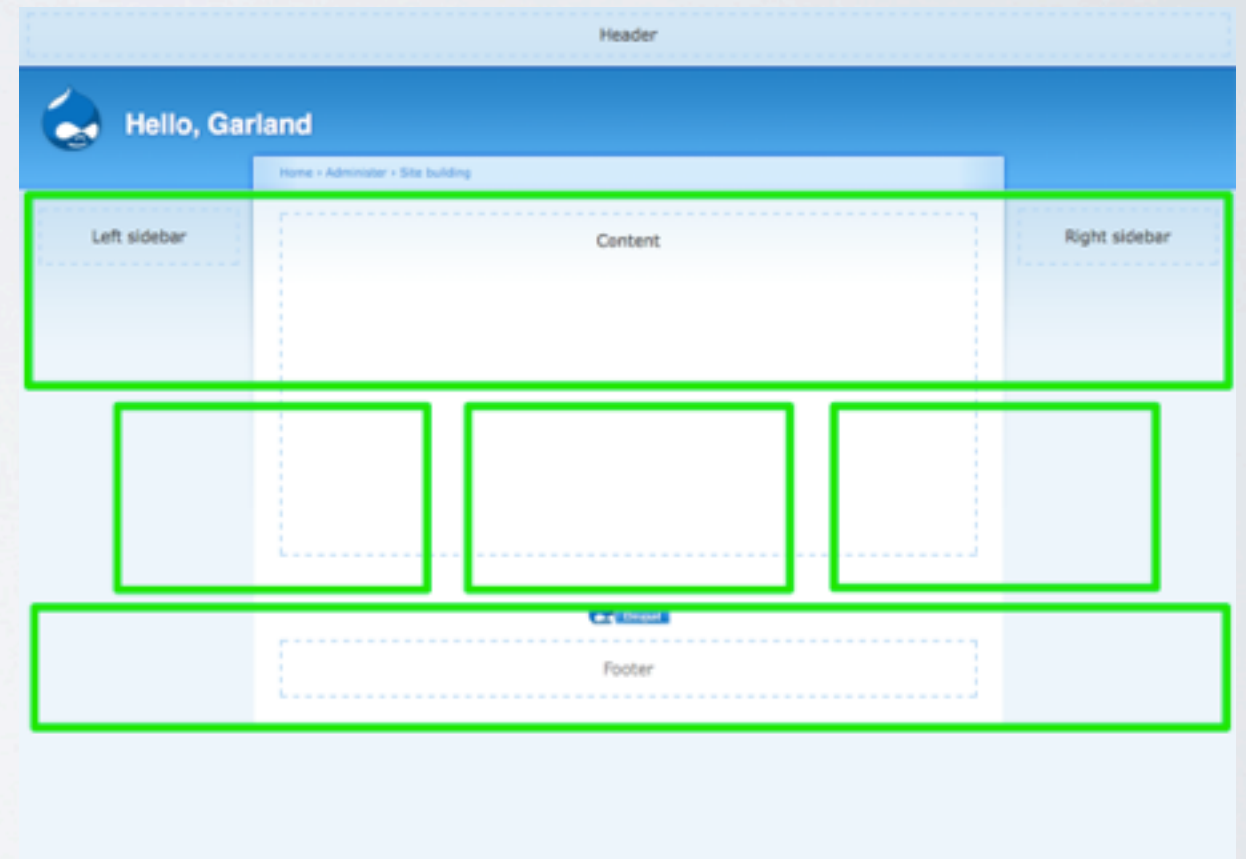 Header
Hello, Garland
Home › Administer › Site building
Left sidebar
Content
Right sidebar
Footer